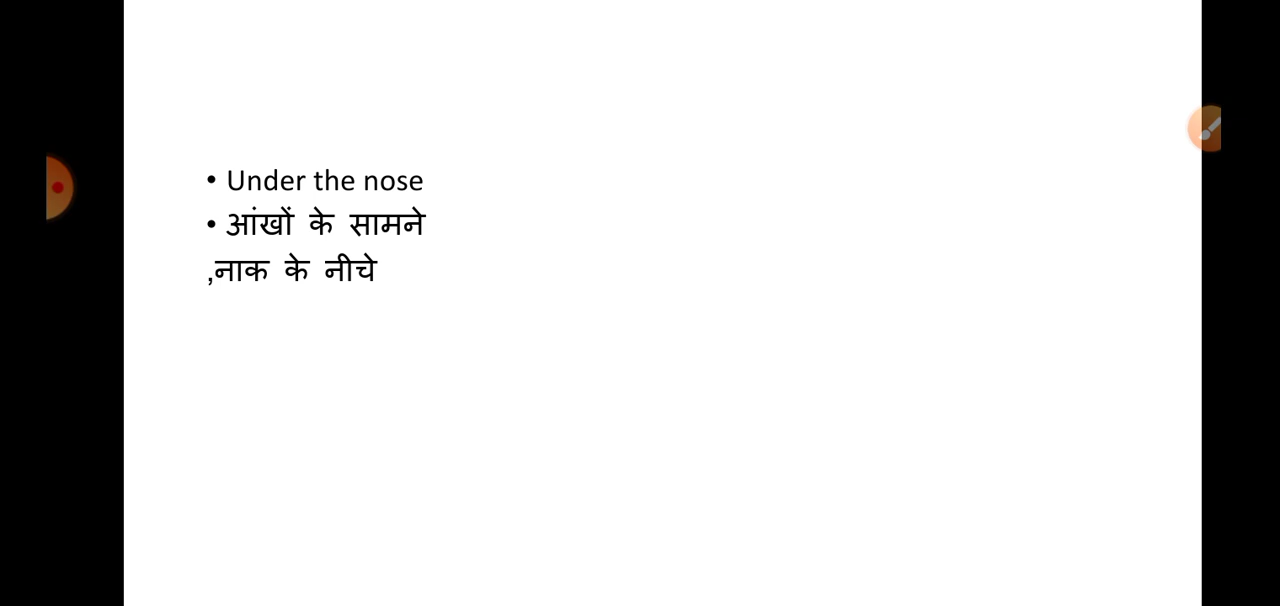 • Under the nose
• आंखों के सामने
,नाक के नीचे